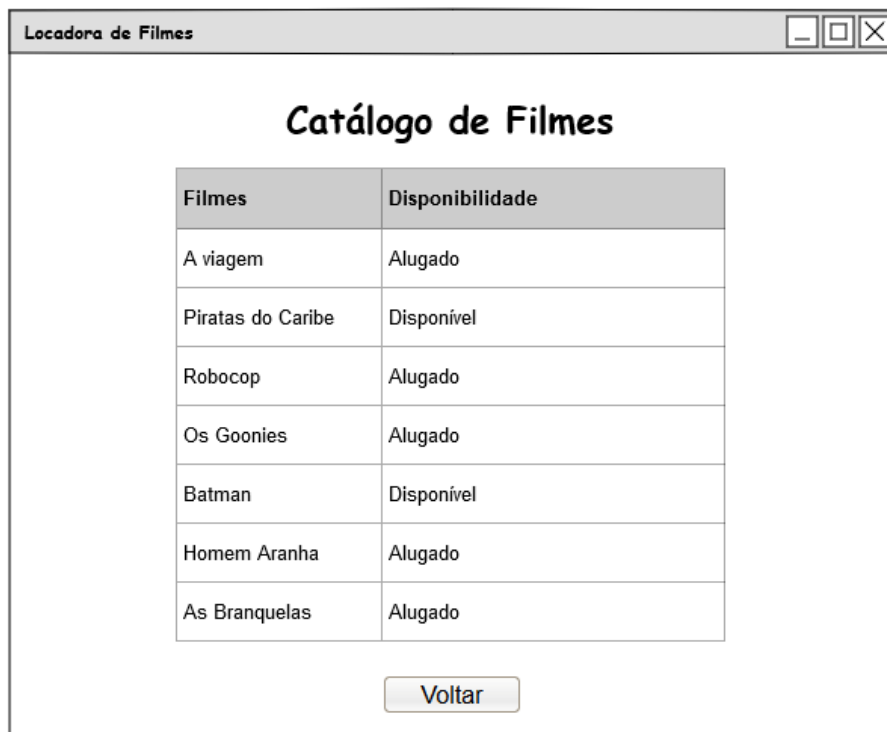 Locadora de Filmes
Catálogo de Filmes
Filmes Disponibilidade
A viagem Alugado
Piratas do Caribe Disponível
Robocop Alugado
Os Goonies Alugado
Batman Disponível
Homem Aranha Alugado
As Branquelas Alugado
Voltar